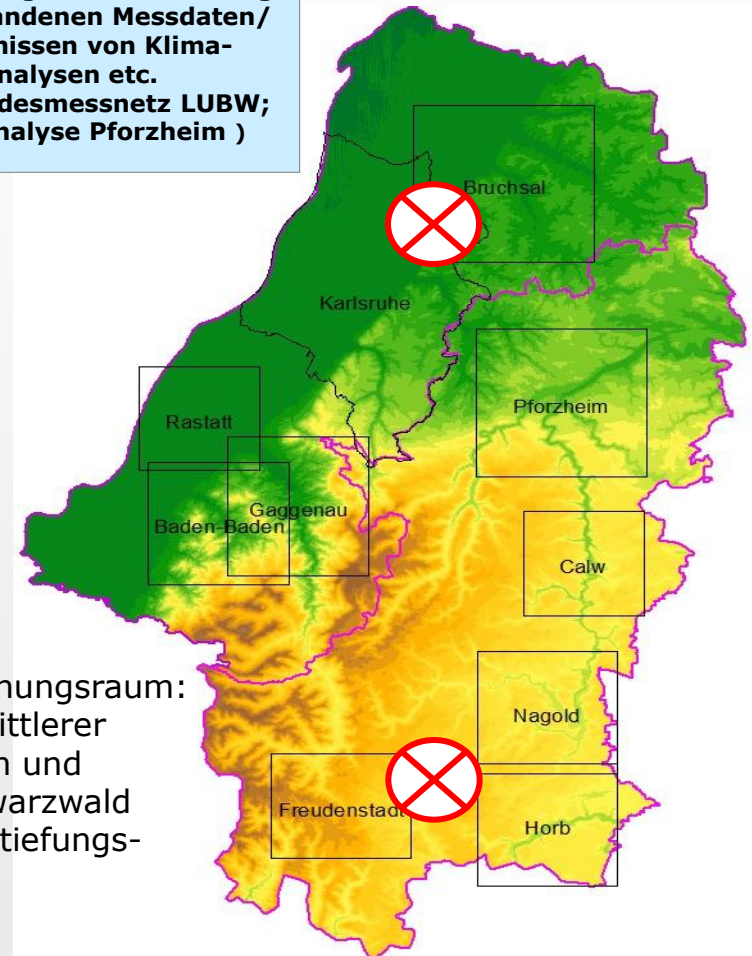 andenen Messdaten/
nissen von Klima-
nalysen etc.
desmessnetz LUBW;
nalyse Pforzheim )
Bruchsal
Karlsruhe
Rastatt
Pforzheim
Gaggenau
Baden-Baden
Calw
nungsraum:
ittlerer
Nagold
n und
warzwald
Freudenstadt
tiefungs-
Horb